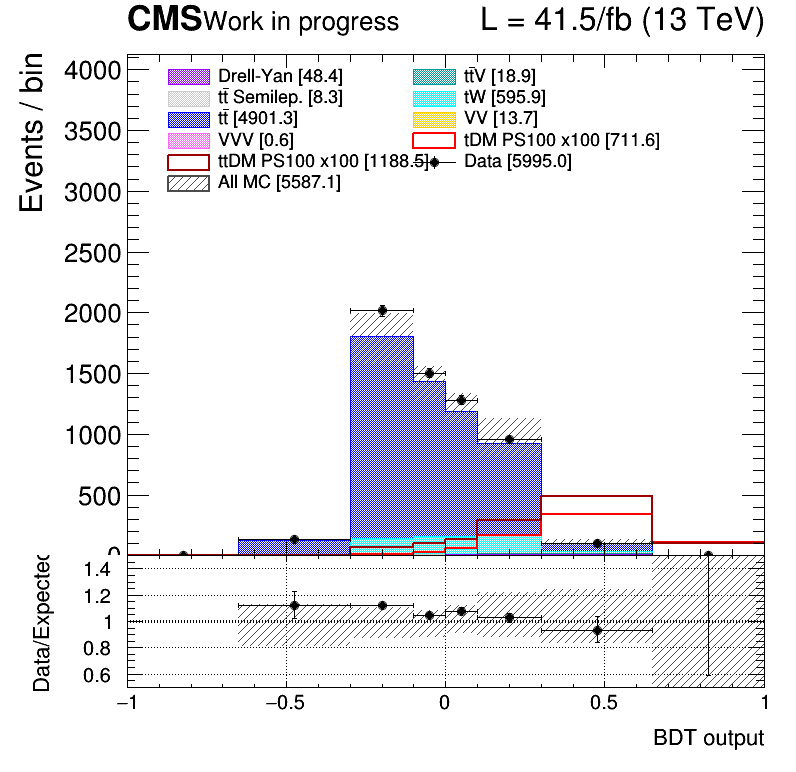 CMS Work in progress L = 41.5/fb (13 TeV)
Events / bin
4000
3500
3000
2500
2000
1500
1000
500
0
Drell-Yan [48.4] tt̄V [18.9]
tt̄ Semilep. [8.3] tW [595.9]
tt̄ [4901.3] VV [13.7]
VVV [0.6] tDM PS100 x100 [711.6]
ttDM PS100 x100 [1188.5] Data [5995.0]
All MC [5587.1]
Data/Expected
1.4
1.2
1
0.8
0.6
−1 −0.5 0 0.5 1
BDT output